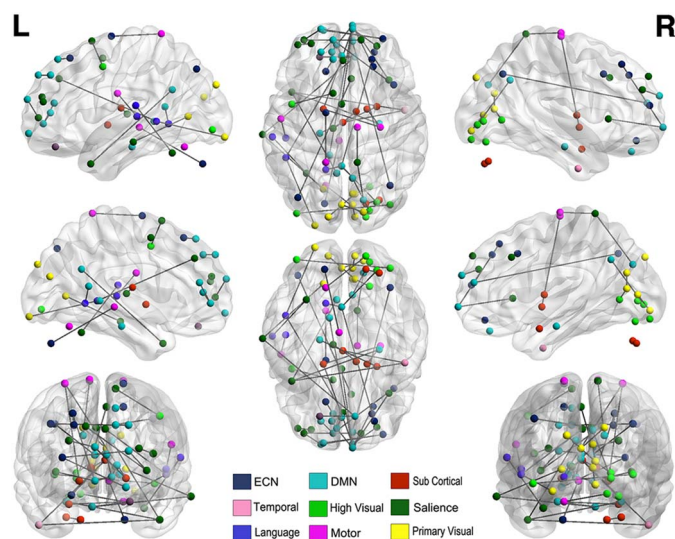 L
R
ECN
DMN
Sub Cortical
Temporal
High Visual
Salience
Language
Motor
Primary Visual